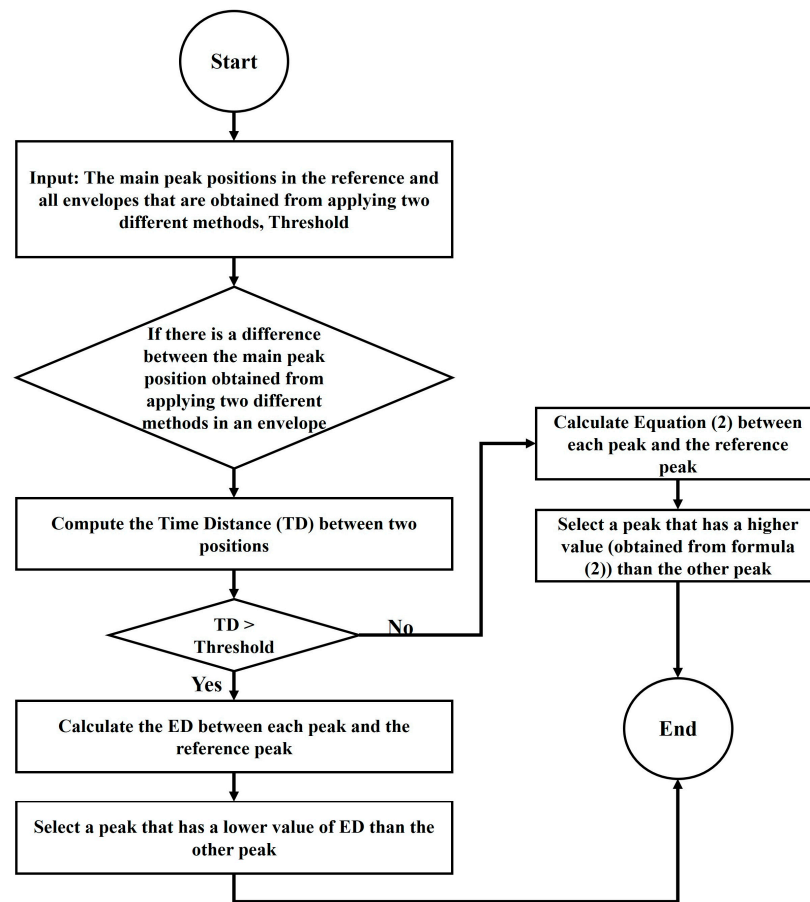 Start
Input: The main peak positions in the reference and
all envelopes that are obtained from applying two
different methods, Threshold
If there is a difference
between the main peak
position obtained from
applying two different
methods in an envelope
Compute the Time Distance (TD) between two
positions
TD >
Threshold
No
Yes
Calculate the ED between each peak and the
reference peak
Select a peak that has a lower value of ED than the
other peak
Calculate Equation (2) between
each peak and the reference
peak
Select a peak that has a higher
value (obtained from formula
(2)) than the other peak
End